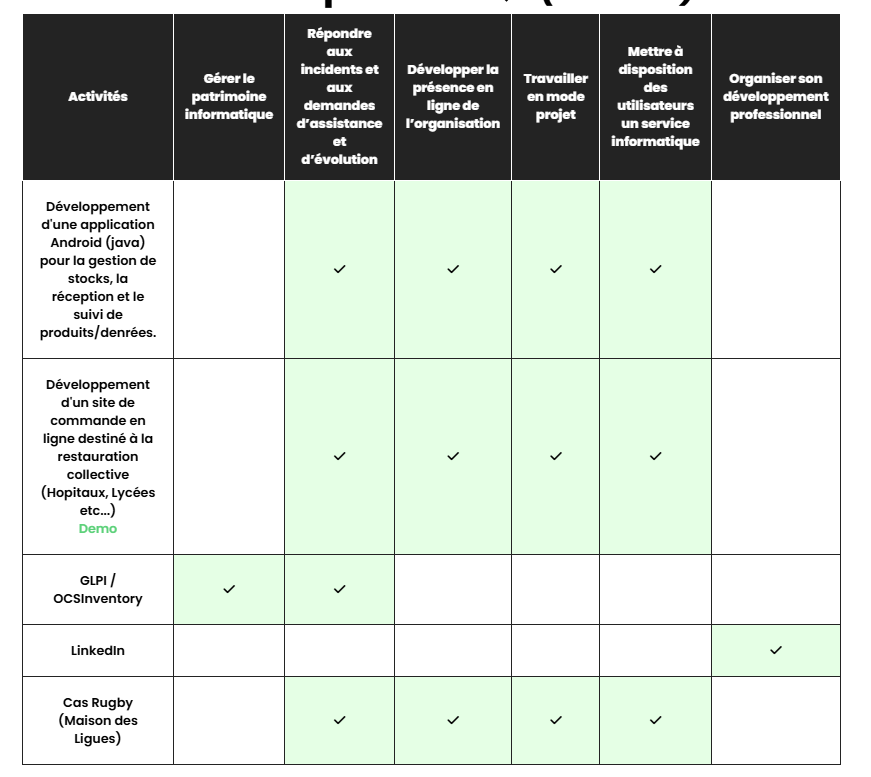 Activités
Gérer le
patrimoine
informatique
Répondre
aux
incidents et
aux
demandes
d'assistance
et
d'évolution
Développer la
présence en
ligne de
l'organisation
Travailler
en mode
projet
Mettre à
disposition
des
utilisateurs
un service
informatique
Organiser son
développement
professionnel
Développement
d'une application
Android (java)
pour la gestion de
stocks, la
réception et le
suivi de
produits/denrées.
✓ ✓ ✓ ✓
Développement
d'un site de
commande en
ligne destiné à la
restauration
collective
(Hopitaux, Lycées
etc...)
Demo
✓ ✓ ✓ ✓
GLPI /
OCSInventory
✓ ✓
LinkedIn
✓
Cas Rugby
(Maison des
Ligues)
✓ ✓ ✓ ✓